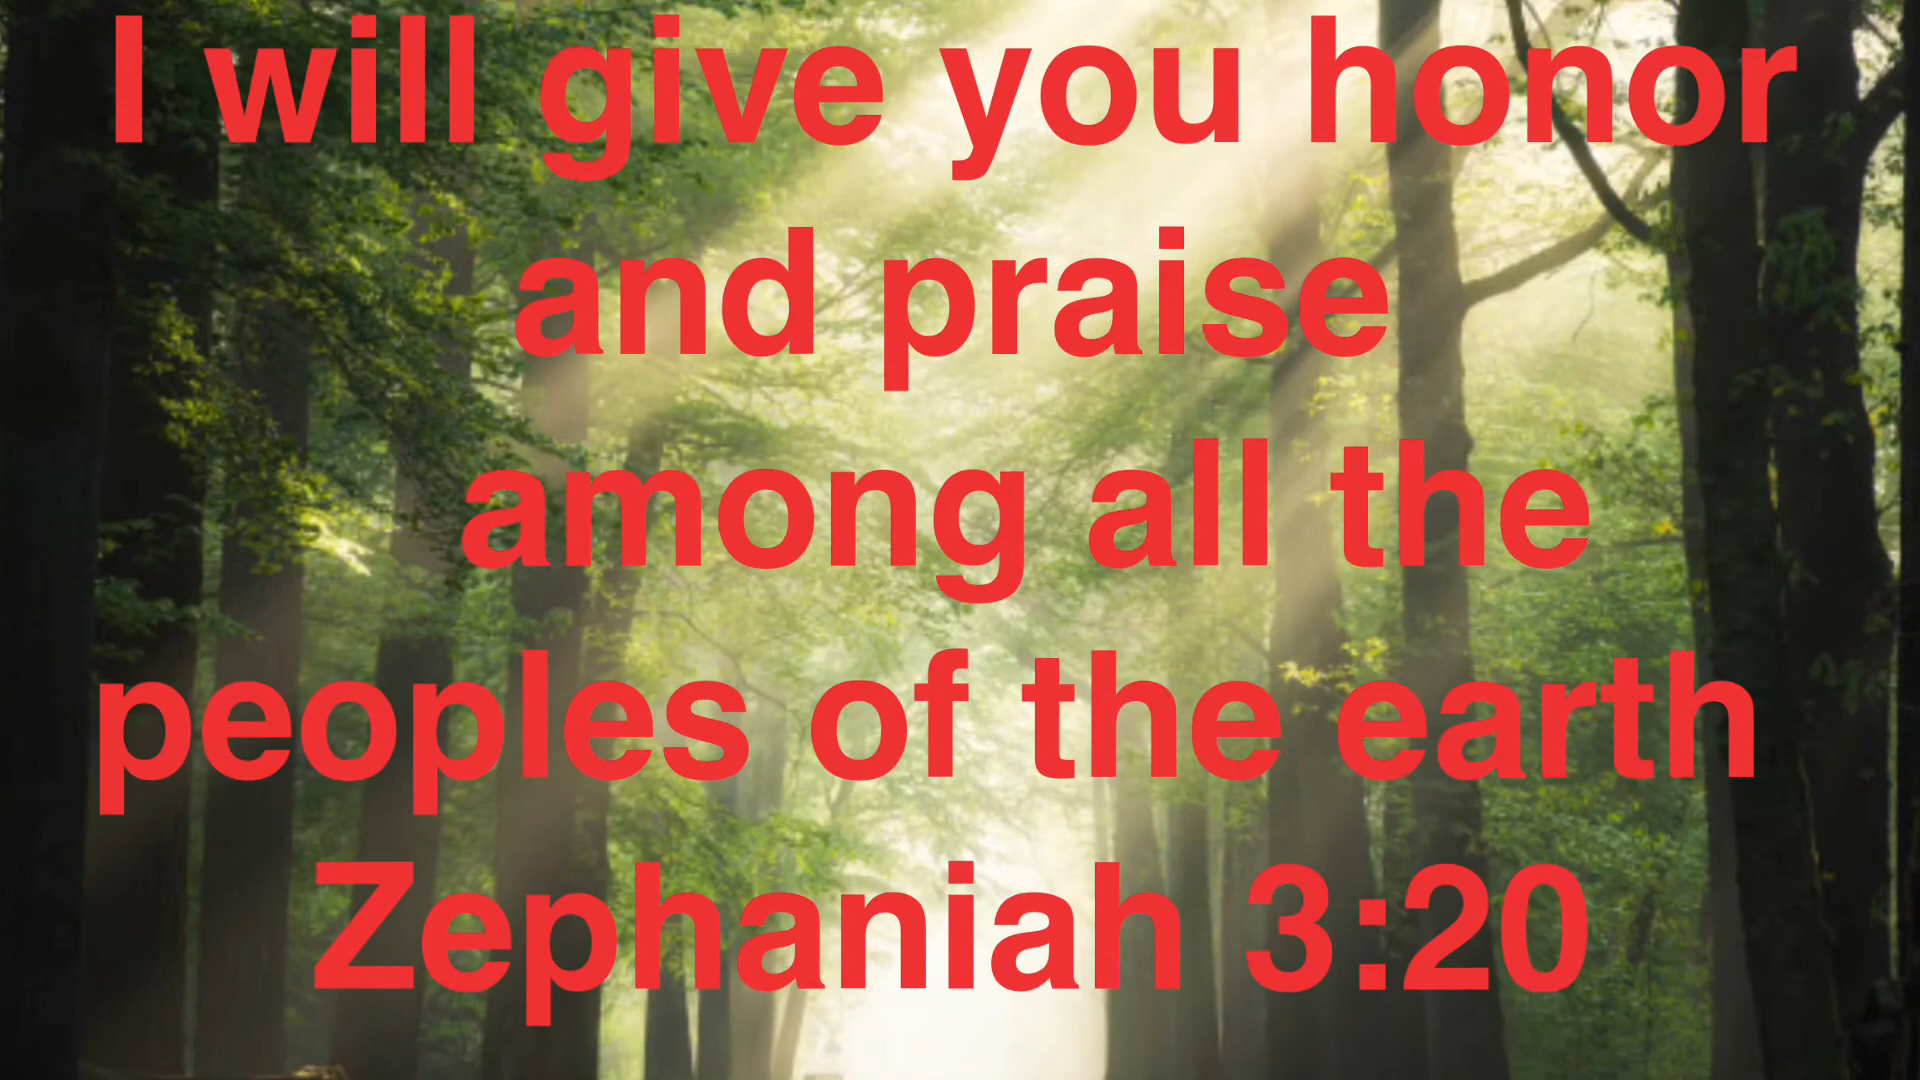 I will give you honor
and praise
among all the
peoples of the earth
Zephaniah 3:20